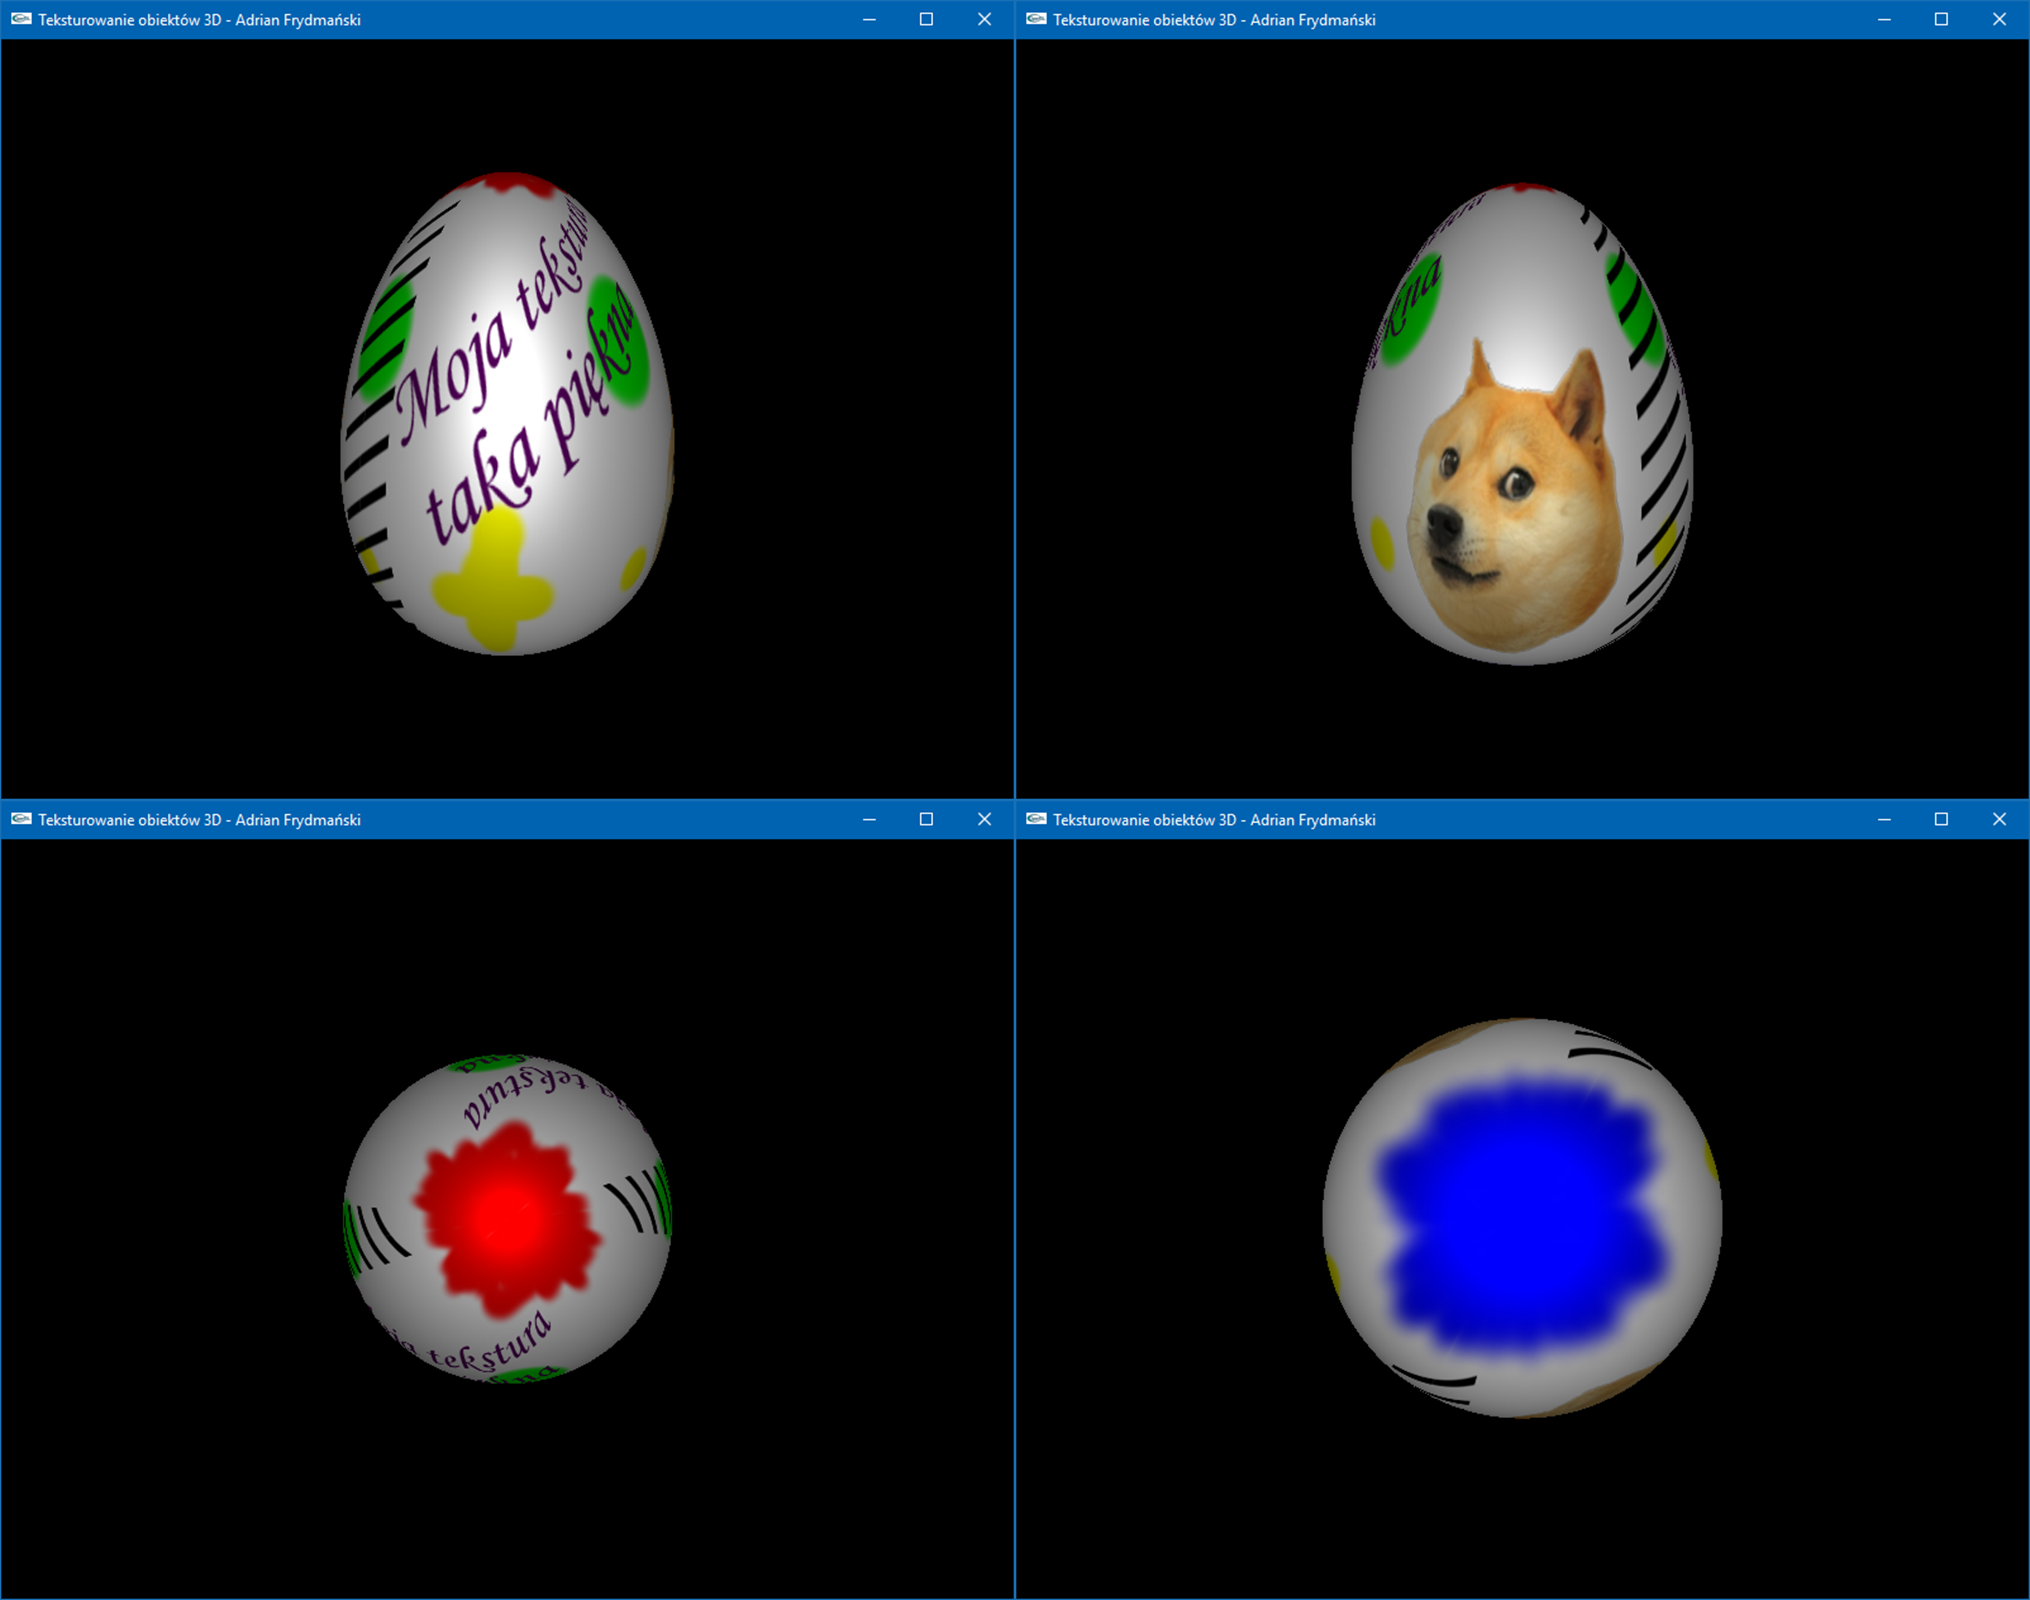 Teksturowanie obiektów 3D - Adrian Frydmański
Moja tekstura
taka piękna
Teksturowanie obiektów 3D - Adrian Frydmański
kna
Teksturowanie obiektów 3D - Adrian Frydmański
tekstura
tekstura
Teksturowanie obiektów 3D - Adrian Frydmański